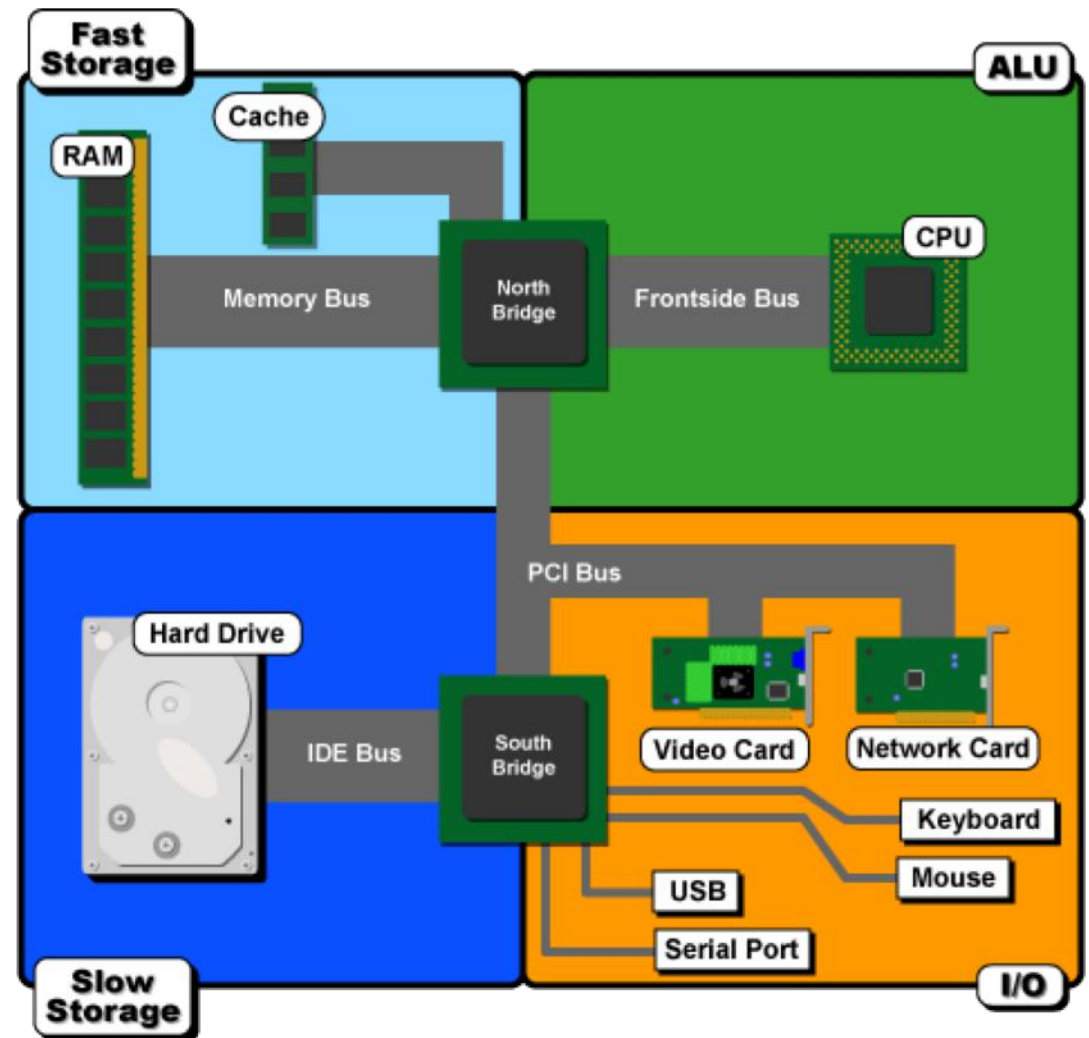 Fast
Storage
ALU
Cache
RAM
CPU
Memory Bus
North
Bridge
Frontside Bus
PCI Bus
Hard Drive
IDE Bus
South
Bridge
Video Card
Network Card
Keyboard
Mouse
USB
Serial Port
Slow
Storage
I/O